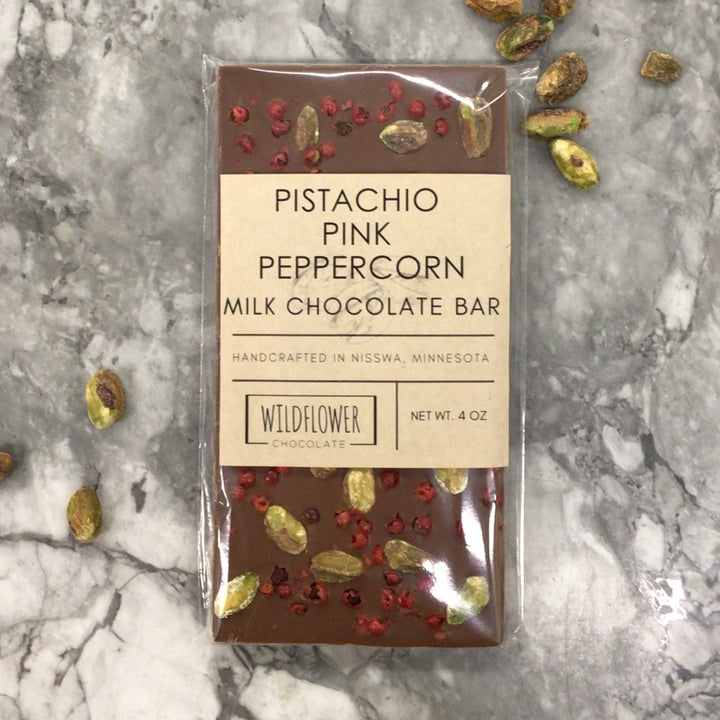 PISTACHIO
PINK
PEPPERCORN
MILK CHOCOLATE BAR
HANDCRAFTED IN NISSWA, MINNESOTA
WILDFLOWER
CHOCOLATE
NET WT. 4 OZ